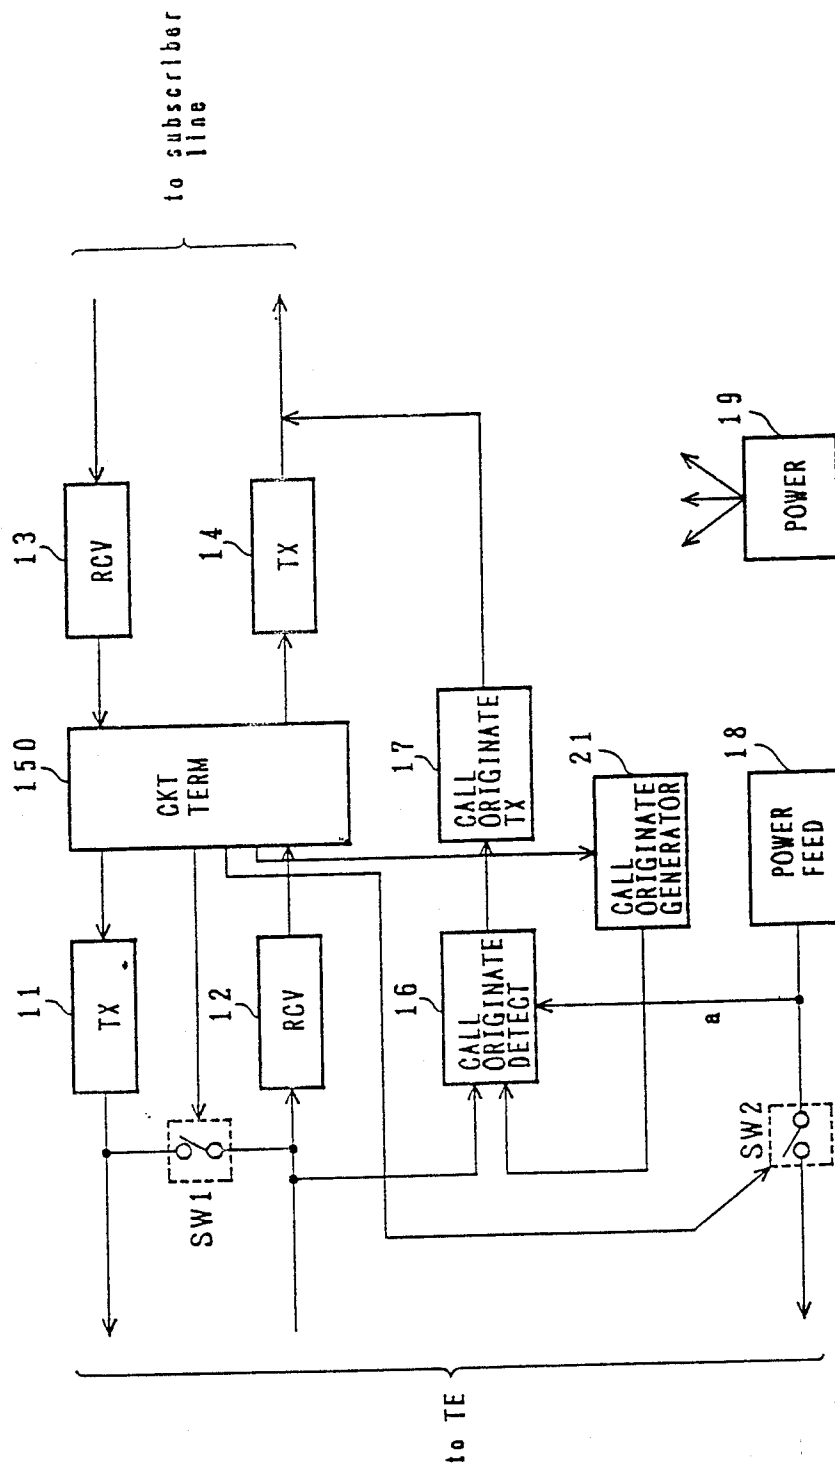 to subscriber
line
13
RCV
14
TX
19
POWER
150
CKT
TERM
17
CALL
ORIGINATE
TX
21
CALL
ORIGINATE
GENERATOR
18
POWER
FEED
11
TX
12
RCV
16
CALL
ORIGINATE
DETECT
a
SW1
SW2
to TE